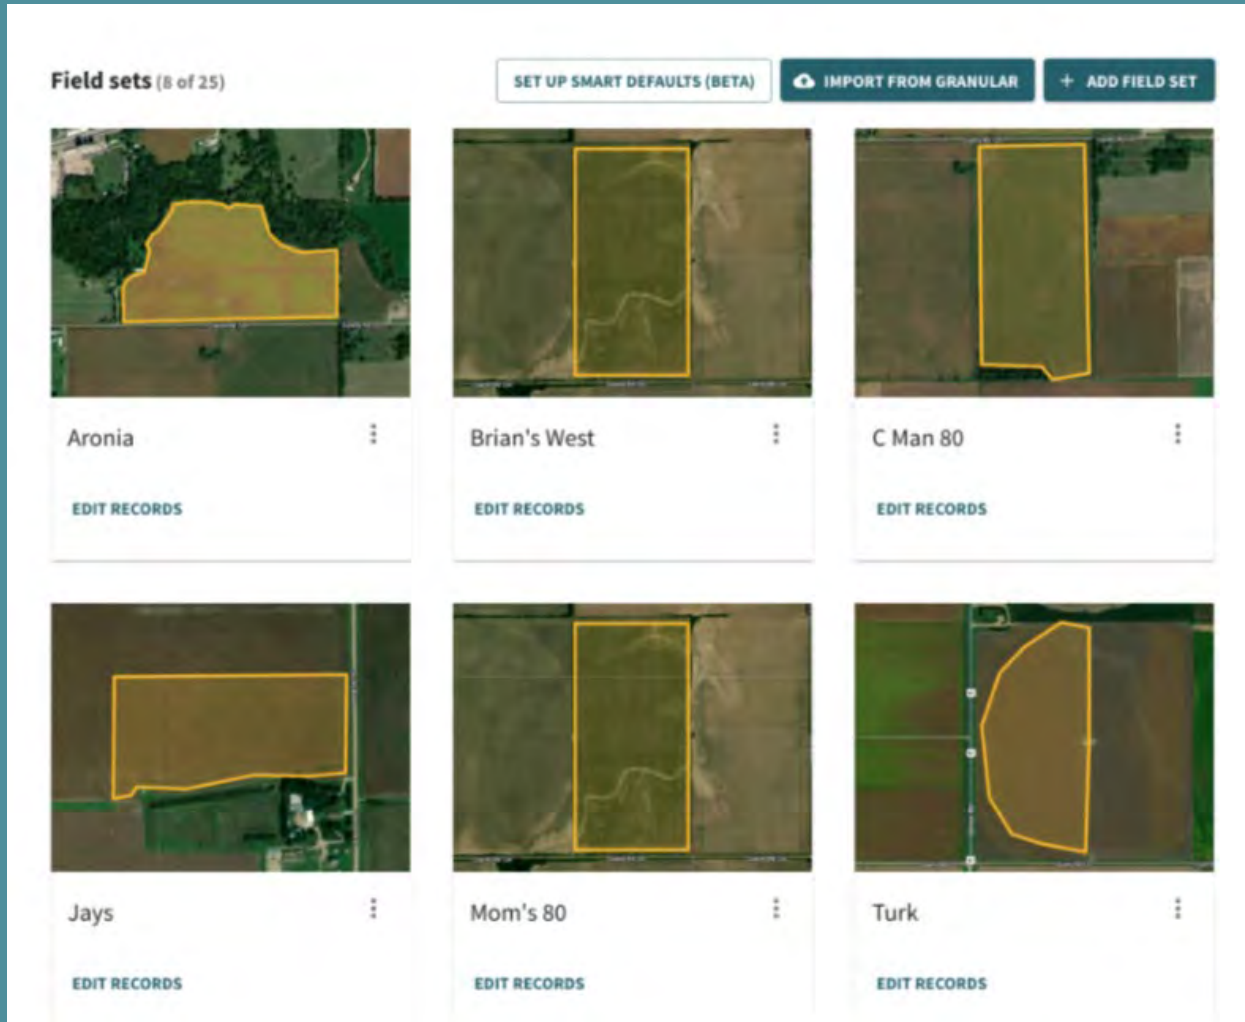 Field sets (8 of 25)
SET UP SMART DEFAULTS (BETA)
IMPORT FROM GRANULAR
+ ADD FIELD SET
Aronia
Brian's West
C Man 80
EDIT RECORDS
EDIT RECORDS
EDIT RECORDS
Jays
Mom's 80
Turk
EDIT RECORDS
EDIT RECORDS
EDIT RECORDS